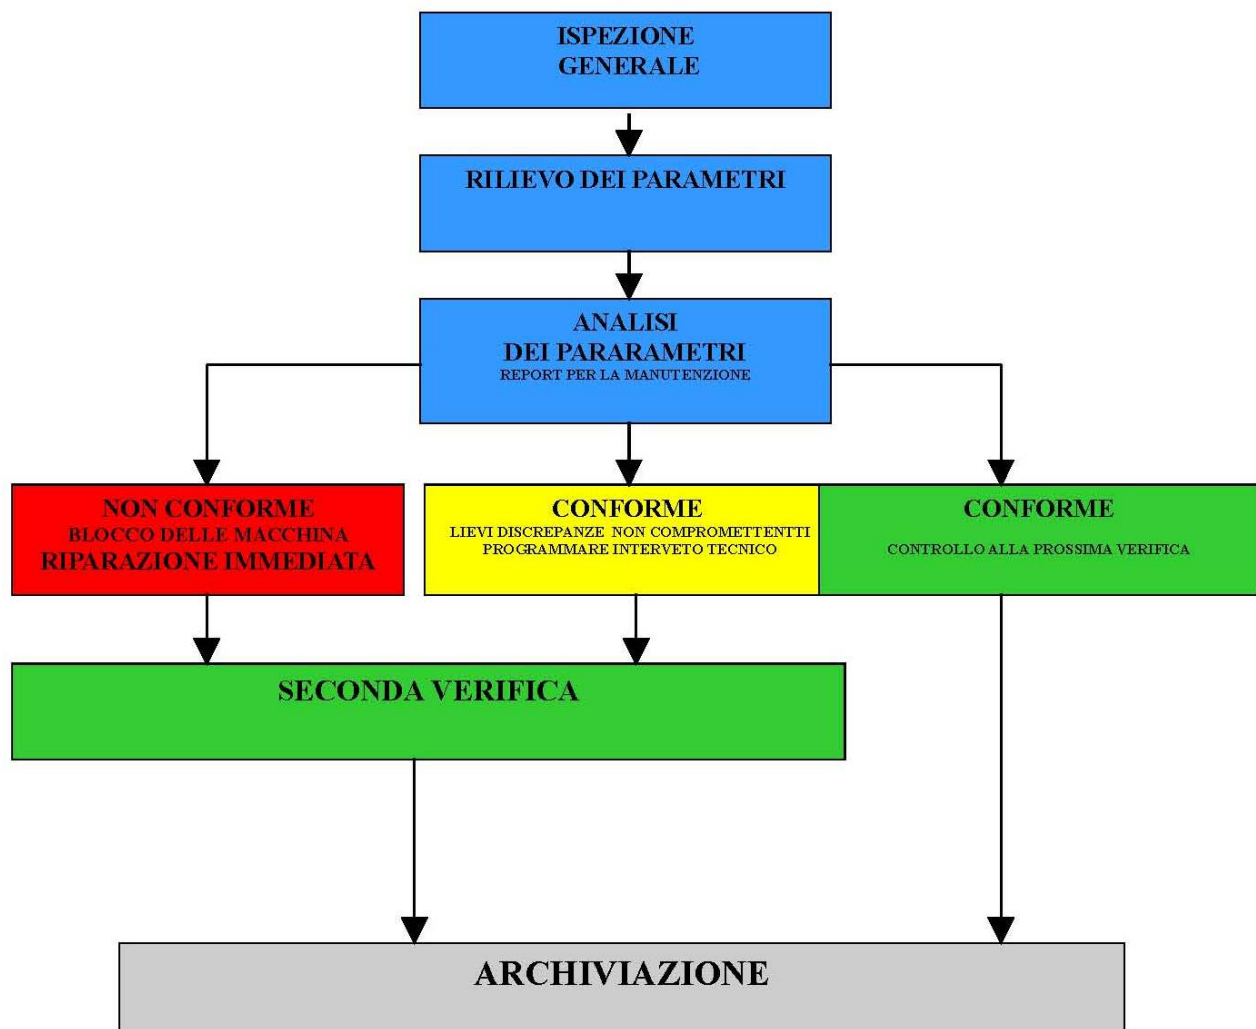 ISPEZIONE
GENERALE
RILIEVO DEI PARAMETRI
ANALISI
DEI PARARAMETRI
REPORT PER LA MANUTENZIONE
NON CONFORME
BLOCCO DELLE MACCHINA
RIPARAZIONE IMMEDIATA
CONFORME
LIEVI DISCREPANZE NON COMPROMETTENTTI
PROGRAMMARE INTERVETO TECNICO
CONFORME
CONTROLLO ALLA PROSSIMA VERIFICA
SECONDA VERIFICA
ARCHIVIAZIONE